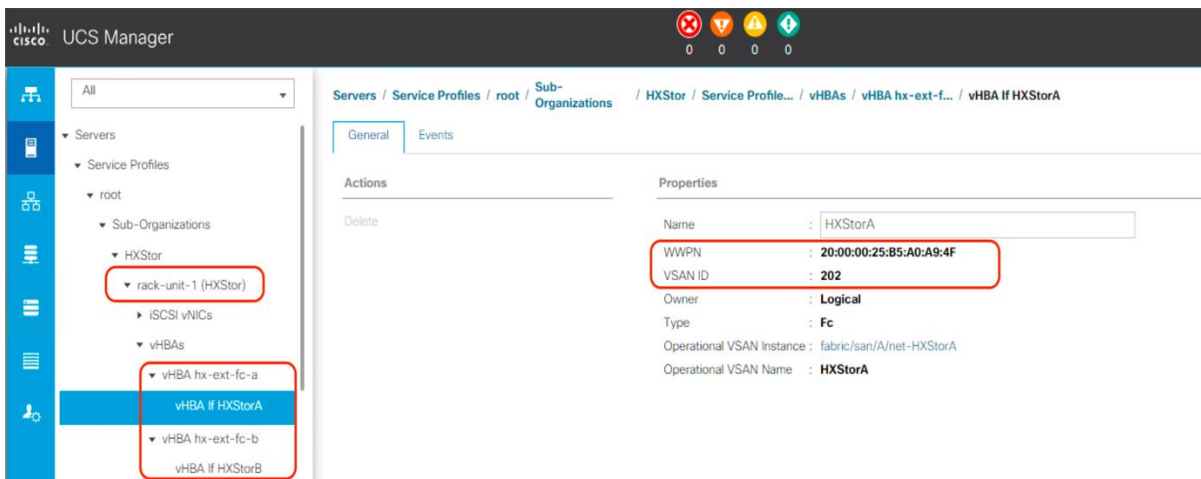 cisco. UCS Manager
0 0 0 0
All
Servers
Service Profiles
root
Sub-Organizations
HXStor
rack-unit-1 (HXStor)
iSCSI vNICs
vHBAs
vHBA hx-ext-fc-a
vHBA If HXStorA
vHBA hx-ext-fc-b
vHBA If HXStorB
Servers / Service Profiles / root / Sub-
Organizations / HXStor / Service Profile... / vHBAs / vHBA hx-ext-f... / vHBA If HXStorA
General Events
Actions
Delete
Properties
Name : HXStorA
WWPN : 20:00:00:25:B5:A0:A9:4F
VSAN ID : 202
Owner : Logical
Type : Fc
Operational VSAN Instance : fabric/san/A/net-HXStorA
Operational VSAN Name : HXStorA